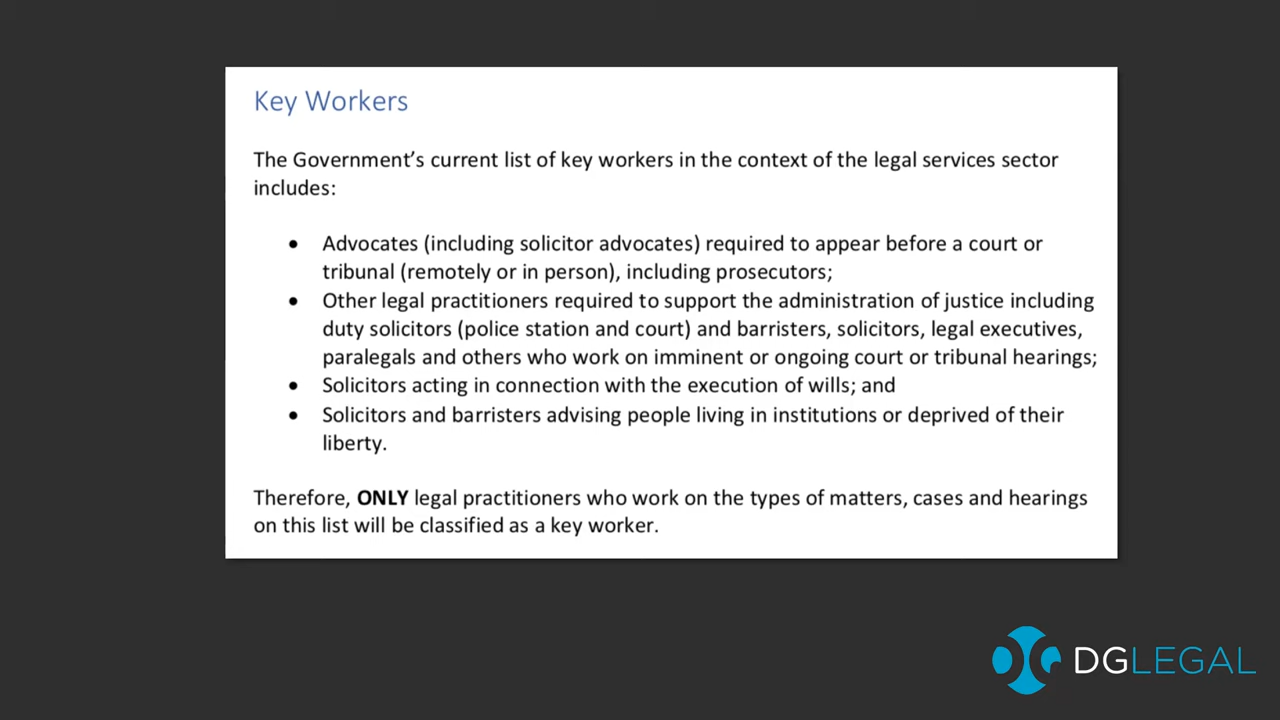 Key Workers
The Government's current list of key workers in the context of the legal services sector
includes:
• Advocates (including solicitor advocates) required to appear before a court or
tribunal (remotely or in person), including prosecutors;
• Other legal practitioners required to support the administration of justice including
duty solicitors (police station and court) and barristers, solicitors, legal executives,
paralegals and others who work on imminent or ongoing court or tribunal hearings;
• Solicitors acting in connection with the execution of wills; and
• Solicitors and barristers advising people living in institutions or deprived of their
liberty.
Therefore, ONLY legal practitioners who work on the types of matters, cases and hearings
on this list will be classified as a key worker.
DGLEGAL